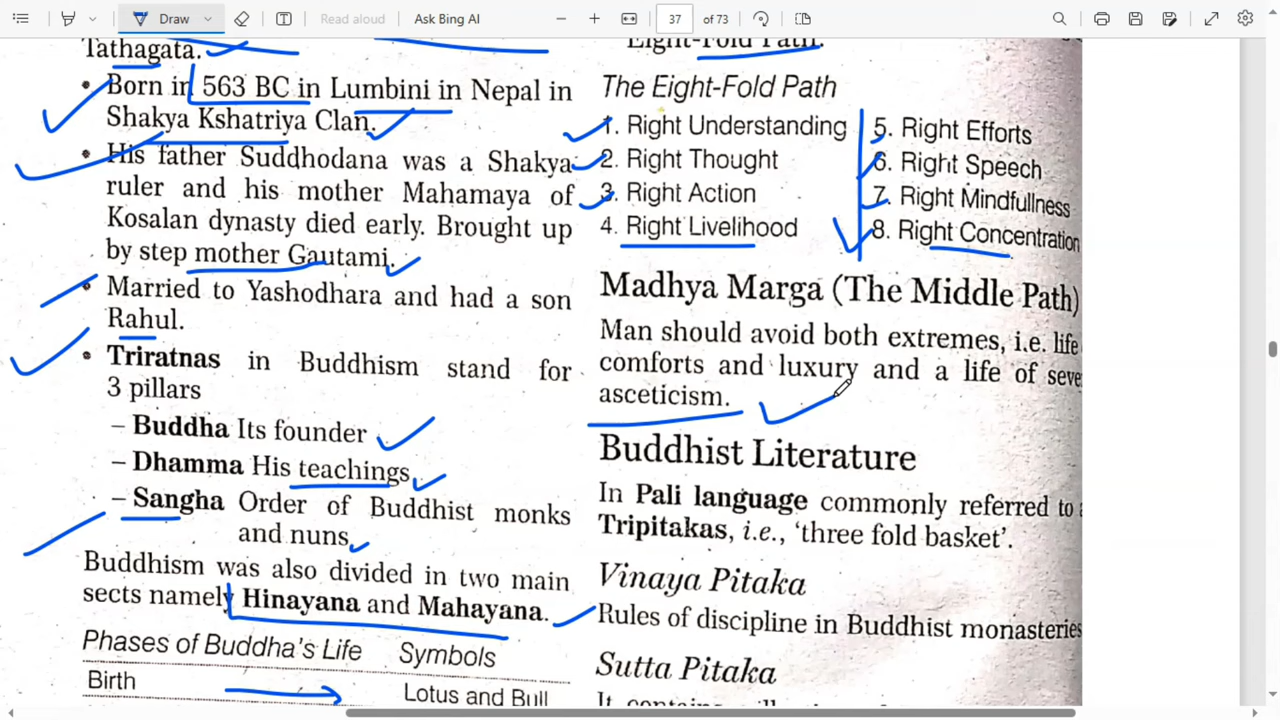 Draw
Read aloud
Ask Bing AI
37
of 73
Tathagata.
• Born in 563 BC in Lumbini in Nepal in
Shakya Kshatriya Clan.
• His father Suddhodana was a Shakya
ruler and his mother Mahamaya of
Kosalan dynasty died early. Brought up
by step mother Gautami.
• Married to Yashodhara and had a son
Rahul.
• Triratnas in Buddhism stand for
3 pillars
– Buddha Its founder
– Dhamma His teachings
– Sangha Order of Buddhist monks
and nuns
Buddhism was also divided in two main
sects namely Hinayana and Mahayana.
Phases of Buddha's Life Symbols
Birth Lotus and Bull
Eight-Fold Path.
The Eight-Fold Path
1. Right Understanding
2. Right Thought
3. Right Action
4. Right Livelihood
5. Right Efforts
6. Right Speech
7. Right Mindfullness
8. Right Concentration
Madhya Marga (The Middle Path)
Man should avoid both extremes, i.e. life
comforts and luxury and a life of seve
asceticism.
Buddhist Literature
In Pali language commonly referred to
Tripitakas, i.e., 'three fold basket'.
Vinaya Pitaka
Rules of discipline in Buddhist monasteries
Sutta Pitaka
It contains